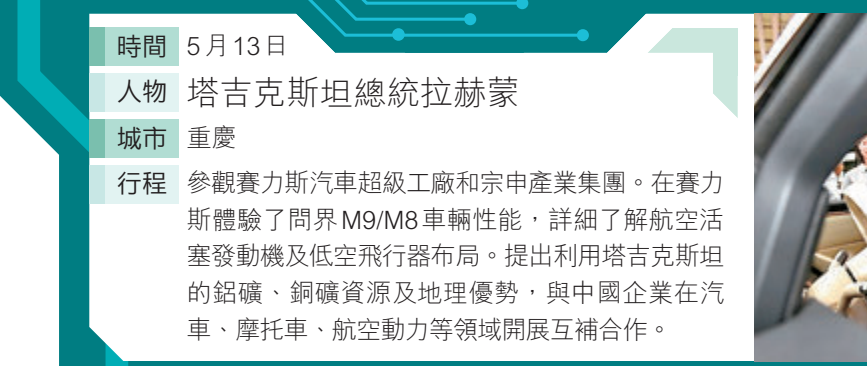 時間 5月13日
人物 塔吉克斯坦總統拉赫蒙
城市 重慶
行程 參觀賽力斯汽車超級工廠和宗申產業集團。在賽力
斯體驗了問界M9/M8車輛性能，詳細了解航空活
塞發動機及低空飛行器布局。提出利用塔吉克斯坦
的鋁礦、銅礦資源及地理優勢，與中國企業在汽
車、摩托車、航空動力等領域開展互補合作。